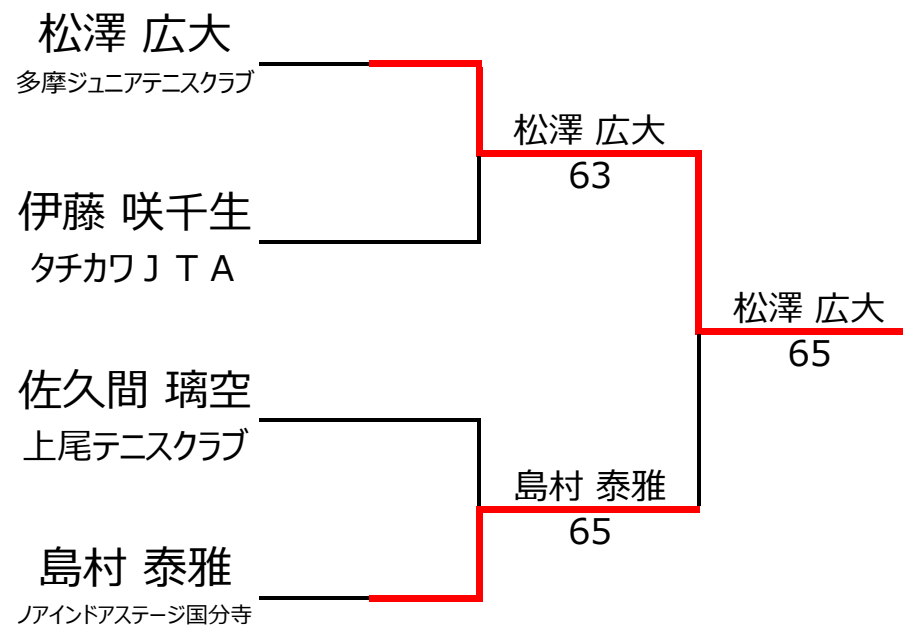 松澤 広大
多摩ジュニアテニスクラブ
松澤 広大
63
伊藤 咲千生
タチカワＪＴＡ
松澤 広大
65
佐久間 璃空
上尾テニスクラブ
島村 泰雅
65
島村 泰雅
ノアインドアステージ国分寺